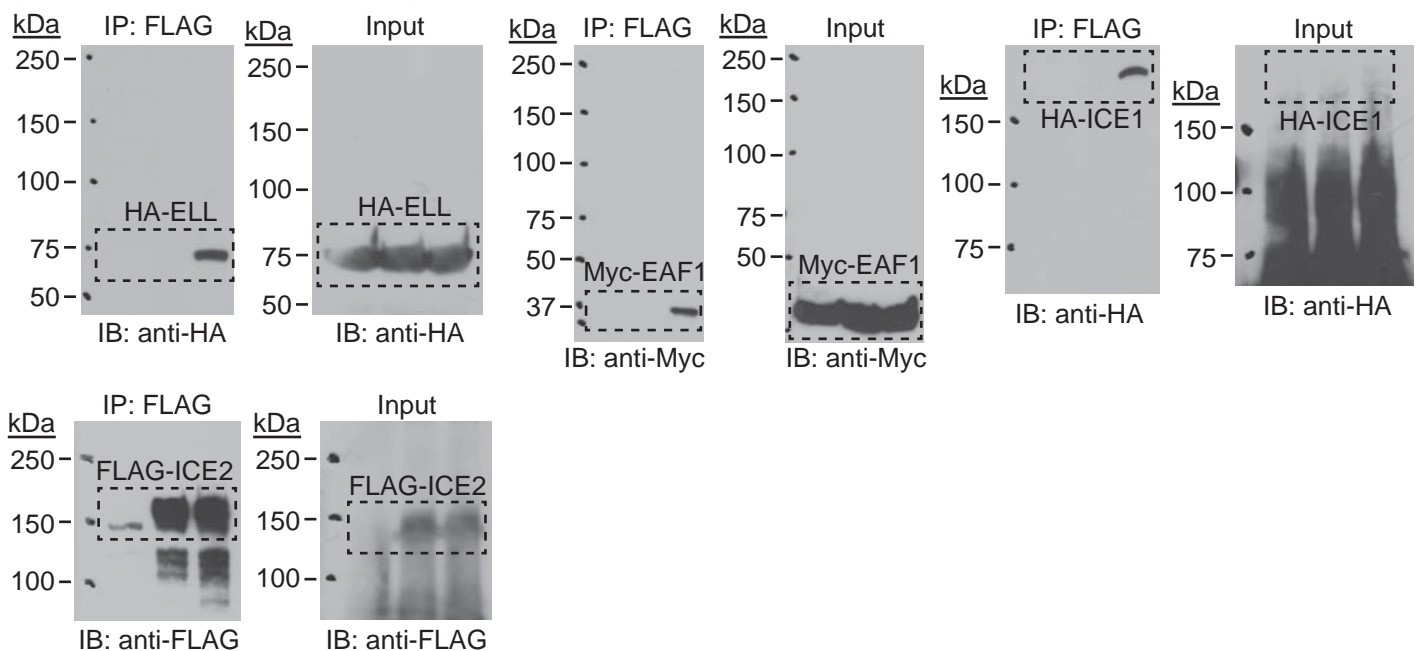 kDa
IP: FLAG
250
150
100
75
50
HA-ELL
IB: anti-HA
kDa
Input
250
150
100
75
50
HA-ELL
IB: anti-HA
kDa
IP: FLAG
250
150
100
75
50
37
Myc-EAF1
IB: anti-Myc
kDa
Input
250
150
100
75
50
Myc-EAF1
IB: anti-Myc
IP: FLAG
kDa
150
100
75
HA-ICE1
IB: anti-HA
Input
kDa
150
100
75
HA-ICE1
IB: anti-HA
kDa
IP: FLAG
250
150
100
FLAG-ICE2
IB: anti-FLAG
kDa
Input
250
150
100
FLAG-ICE2
IB: anti-FLAG